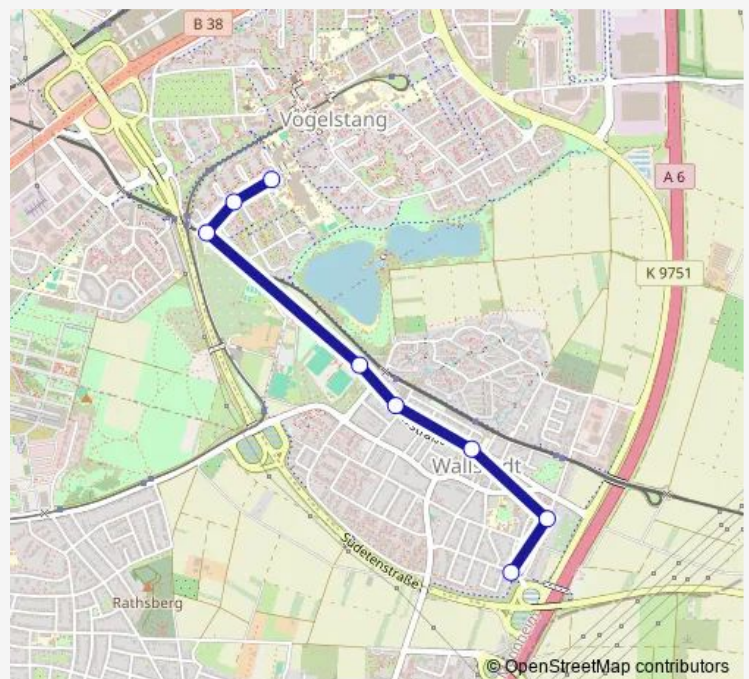 B 38
Vogelstang
A 6
K 9751
Wallstadt
Sudetenstraße
Rathsberg
© OpenStreetMap contributors